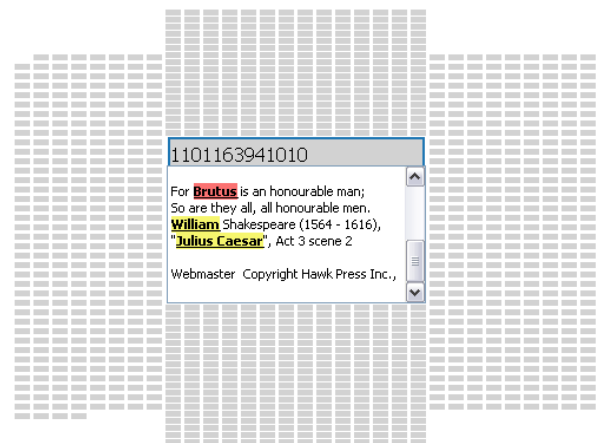 1101163941010
For Brutus is an honourable man;
So are they all, all honourable men.
William Shakespeare (1564 - 1616),
"Julius Caesar", Act 3 scene 2
Webmaster Copyright Hawk Press Inc.,